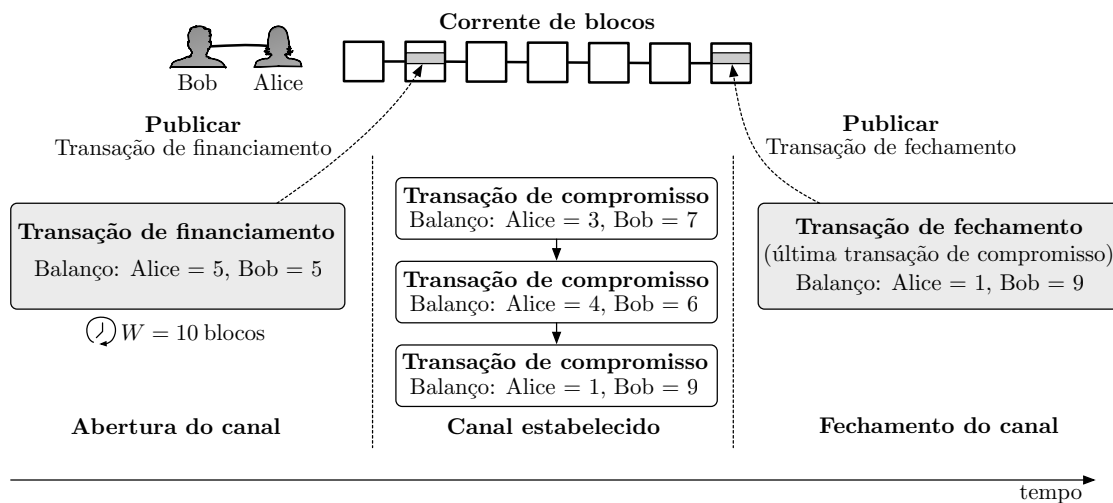 Corrente de blocos
Bob
Alice
Publicar
Transação de financiamento
Publicar
Transação de fechamento
Transação de financiamento
Balanço: Alice = 5, Bob = 5
W = 10 blocos
Transação de compromisso
Balanço: Alice = 3, Bob = 7
Transação de compromisso
Balanço: Alice = 4, Bob = 6
Transação de compromisso
Balanço: Alice = 1, Bob = 9
Transação de fechamento
(última transação de compromisso)
Balanço: Alice = 1, Bob = 9
Abertura do canal
Canal estabelecido
Fechamento do canal
tempo